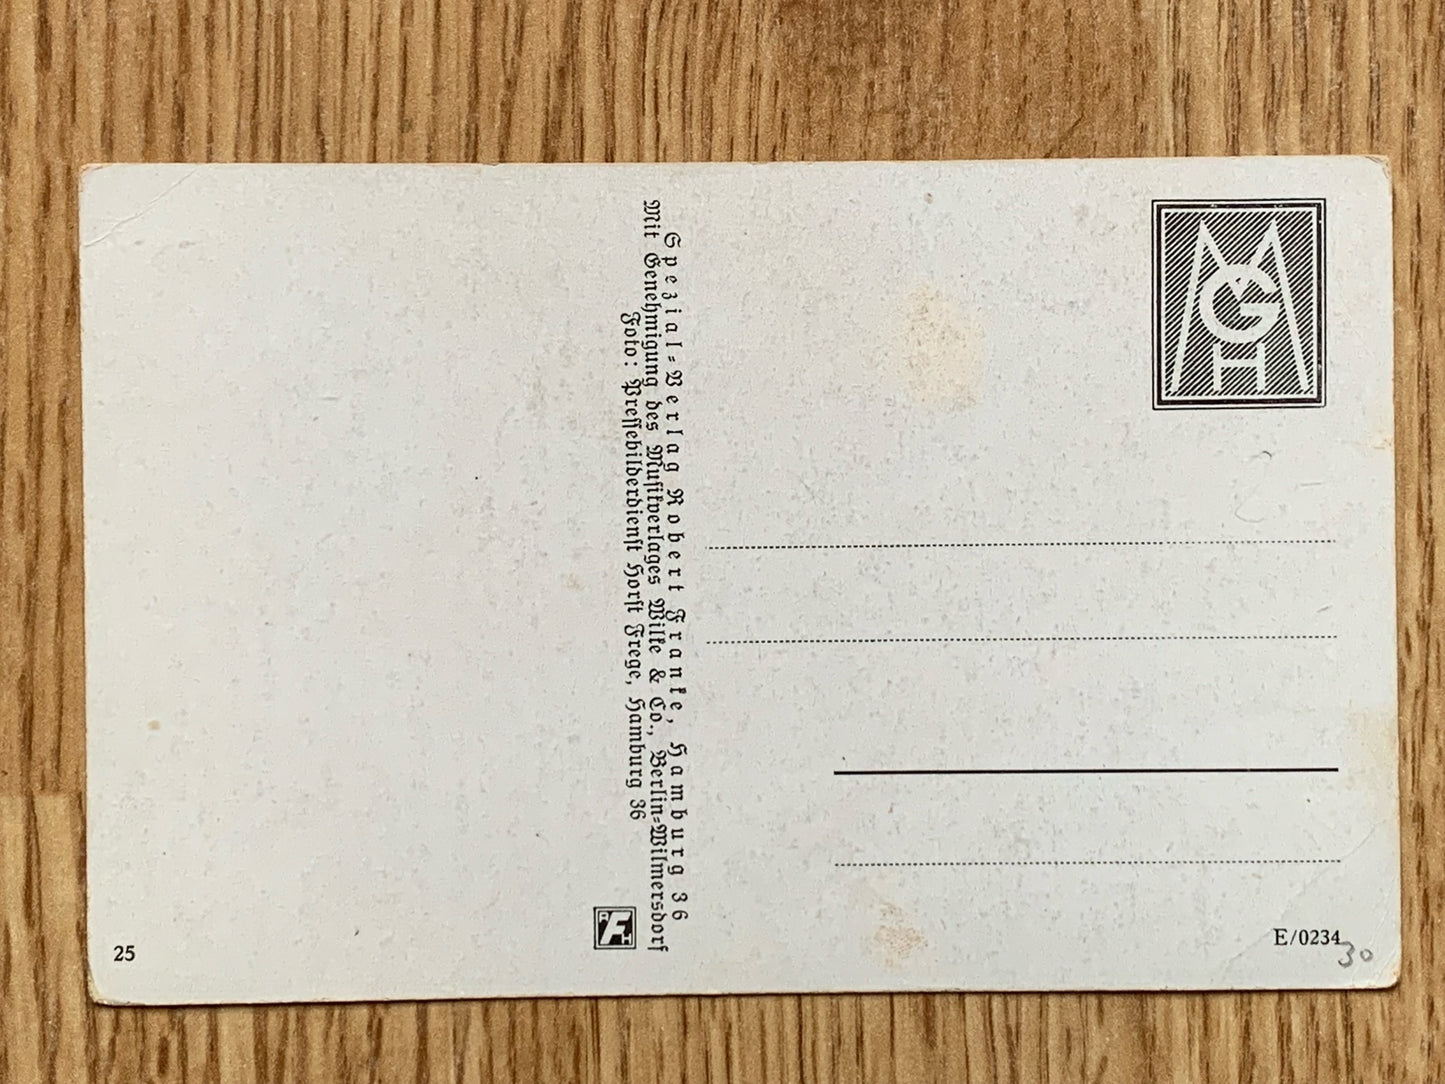 Spezial=Verlag Robert Franke, Hamburg 36
Mit Genehmigung des Musikverlages Wilke & Co., Berlin=Wilmersdorf
Foto: Pressebilderdienst Horst Frege, Hamburg 36
RFH
MGH
25
E/0234
30